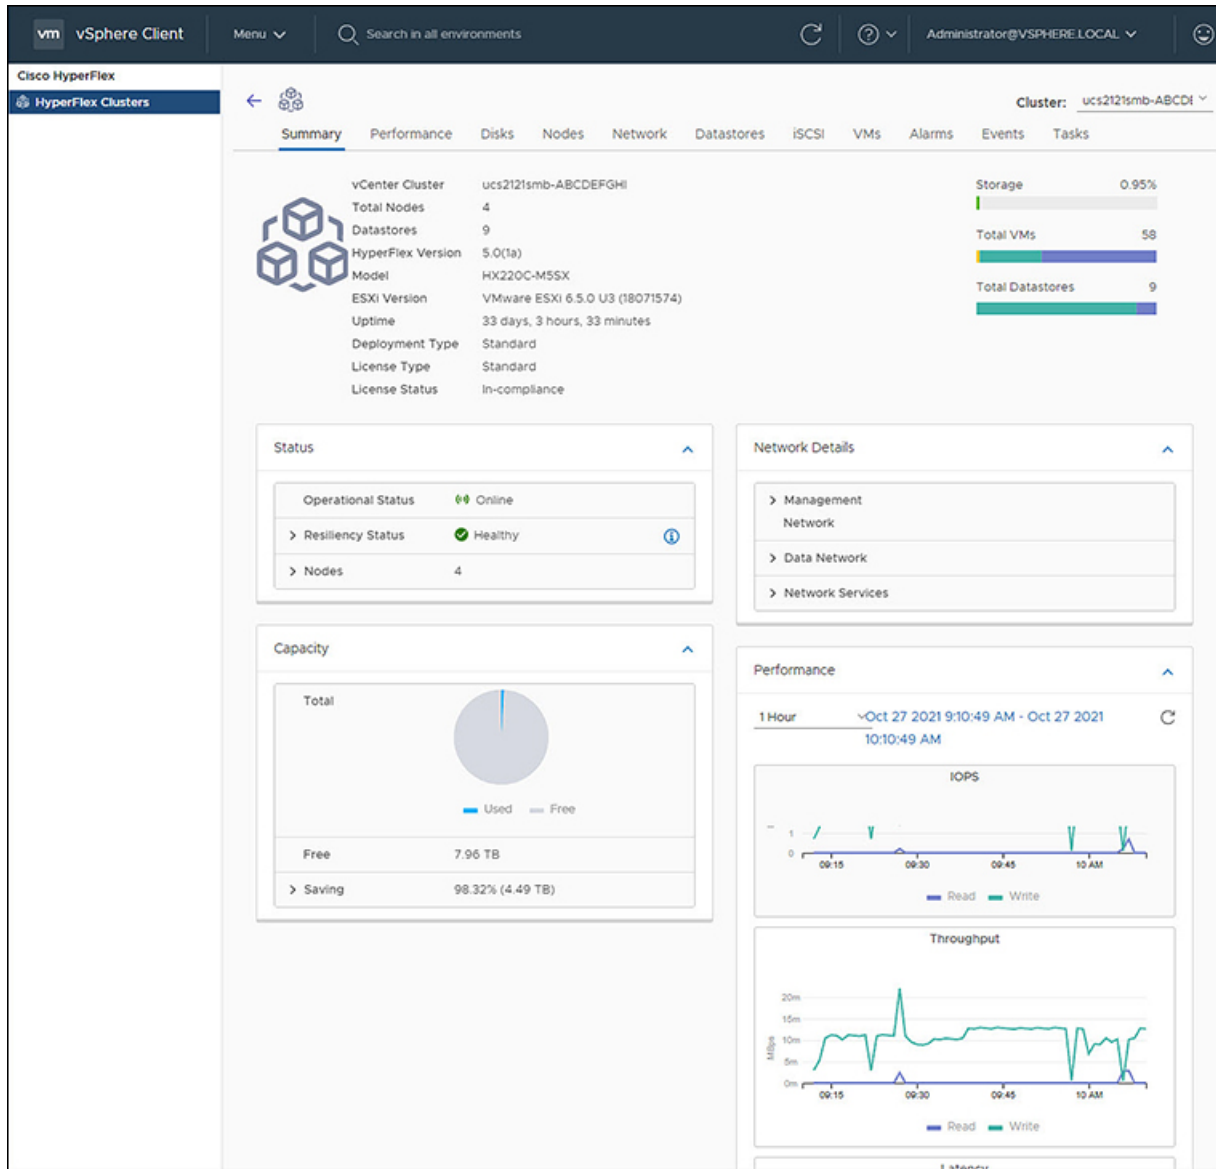 vm vSphere Client Menu Search in all environments Administrator@VSPHERE.LOCAL
Cisco HyperFlex
HyperFlex Clusters
Cluster: ucs2121smb-ABCDE
Summary Performance Disks Nodes Network Datastores iSCSI VMs Alarms Events Tasks
vCenter Cluster ucs2121smb-ABCDEFGHI
Total Nodes 4
Datastores 9
HyperFlex Version 5.0(1a)
Model HX220C-M5SX
ESXi Version VMware ESXi 6.5.0 U3 (18071574)
Uptime 33 days, 3 hours, 33 minutes
Deployment Type Standard
License Type Standard
License Status In-compliance
Storage 0.95%
Total VMs 58
Total Datastores 9
Status
Operational Status Online
Resiliency Status Healthy
Nodes 4
Capacity
Total
Used Free
Free 7.96 TB
Saving 98.32% (4.49 TB)
Network Details
Management
Network
Data Network
Network Services
Performance
1 Hour Oct 27 2021 9:10:49 AM - Oct 27 2021
10:10:49 AM
IOPS
1
0
09:15 09:30 09:45 10 AM
Read Write
Throughput
20m
15m
10m
5m
0m
MBps
09:15 09:30 09:45 10 AM
Read Write
Latency